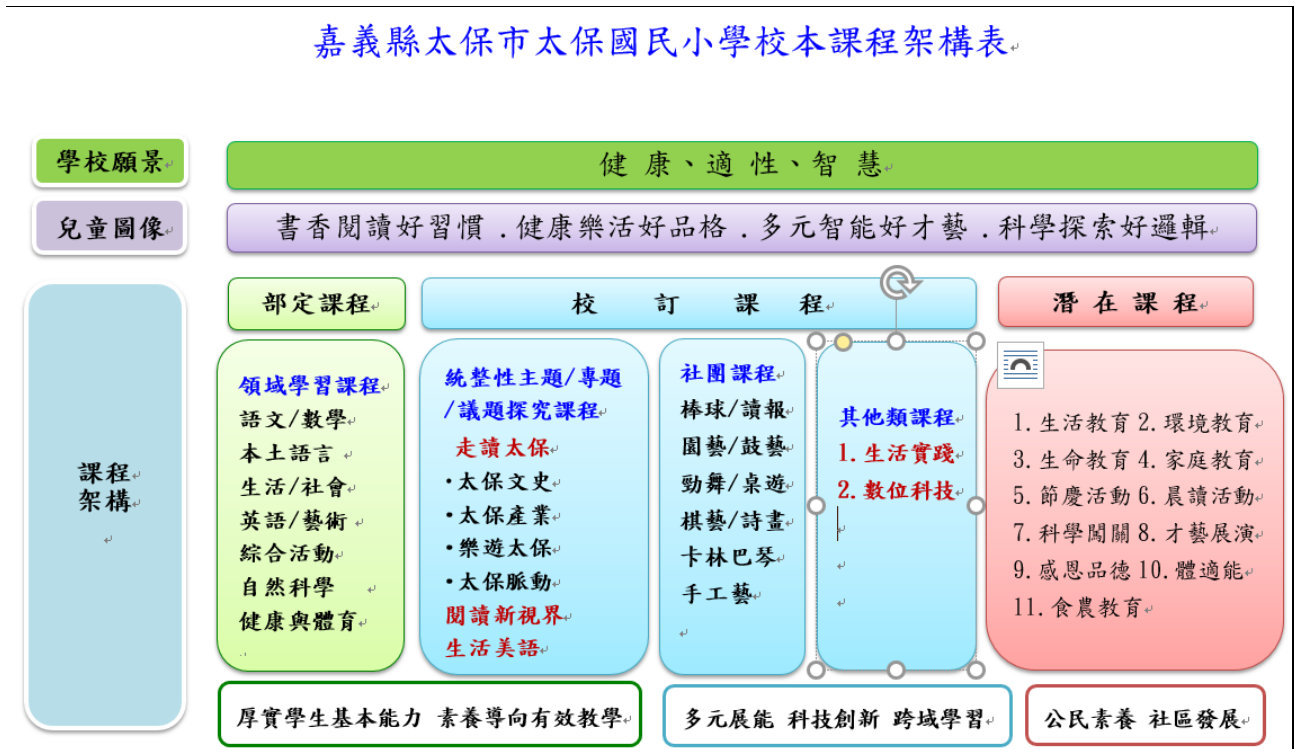 嘉義縣太保市太保國民小學校本課程架構表
學校願景
健 康、適 性、智 慧
兒童圖像
書香閱讀好習慣．健康樂活好品格．多元智能好才藝．科學探索好邏輯
課程
架構
部定課程
校 訂 課 程
潛 在 課 程
領域學習課程
語文/數學
本土語言
生活/社會
英語/藝術
綜合活動
自然科學
健康與體育
統整性主題/專題
/議題探究課程
走讀太保
·太保文史
·太保產業
·樂遊太保
·太保脈動
閱讀新視界
生活美語
社團課程
棒球/讀報
園藝/鼓藝
勁舞/桌遊
棋藝/詩畫
卡林巴琴
手工藝
其他類課程
1.生活實踐
2.數位科技
1.生活教育 2.環境教育
3.生命教育 4.家庭教育
5.節慶活動 6.晨讀活動
7.科學闖關 8.才藝展演
9.感恩品德 10.體適能
11.食農教育
厚實學生基本能力 素養導向有效教學
多元展能 科技創新 跨域學習
公民素養 社區發展